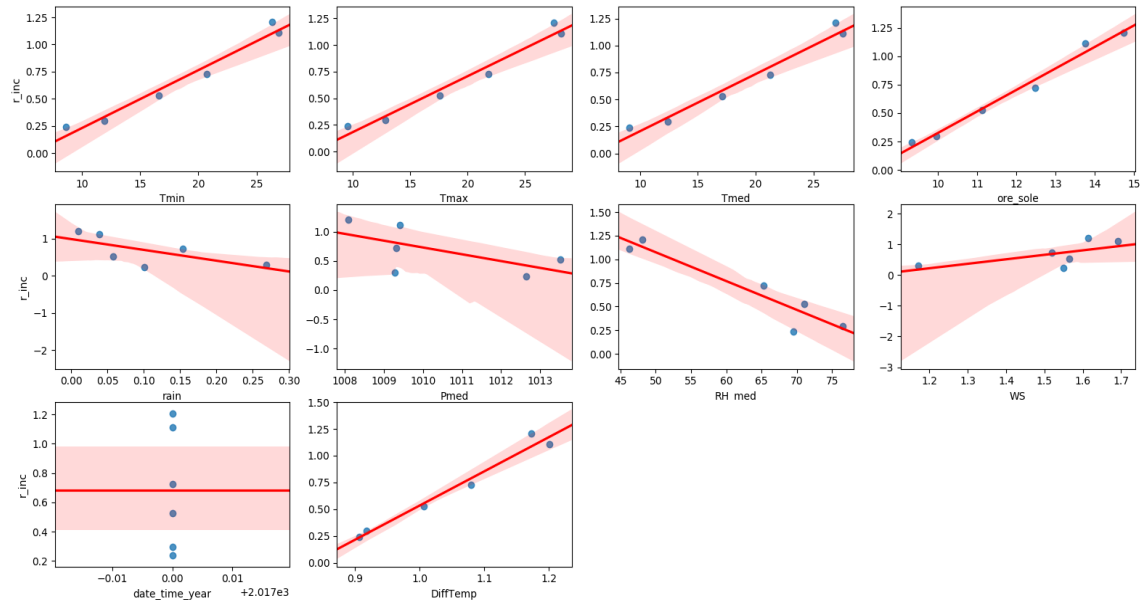 1.25
1.00
0.75
0.50
0.25
0.00
r_inc
10 15 20 25
Tmin
1.25
1.00
0.75
0.50
0.25
0.00
10 15 20 25
Tmax
1.25
1.00
0.75
0.50
0.25
0.00
10 15 20 25
Tmed
1.25
1.00
0.75
0.50
0.25
0.00
10 11 12 13 14 15
ore_sole
1
0
−1
−2
r_inc
0.00 0.05 0.10 0.15 0.20 0.25 0.30
rain
1.0
0.5
0.0
−0.5
−1.0
1008 1009 1010 1011 1012 1013
Pmed
1.50
1.25
1.00
0.75
0.50
0.25
0.00
45 50 55 60 65 70 75
RH_med
2
1
0
−1
−2
−3
1.2 1.3 1.4 1.5 1.6 1.7
WS
1.2
1.0
0.8
0.6
0.4
0.2
r_inc
−0.01 0.00 0.01
date_time_year +2.017e3
1.50
1.25
1.00
0.75
0.50
0.25
0.00
0.9 1.0 1.1 1.2
DiffTemp